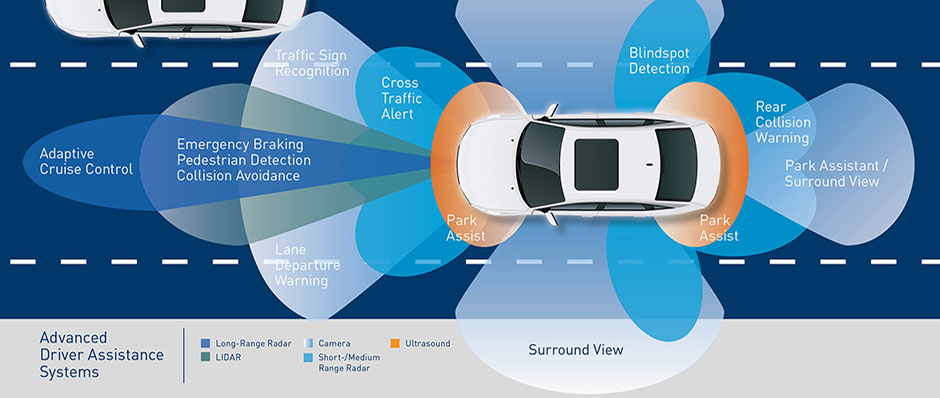 Traffic Sign
Recognition
Cross
Traffic
Alert
Blindspot
Detection
Rear
Collision
Warning
Adaptive
Cruise Control
Emergency Braking
Pedestrian Detection
Collision Avoidance
Park Assistant /
Surround View
Park
Assist
Park
Assist
Lane
Departure
Warning
Surround View
Advanced
Driver Assistance
Systems
Long-Range Radar
LIDAR
Camera
Short-/Medium
Range Radar
Ultrasound